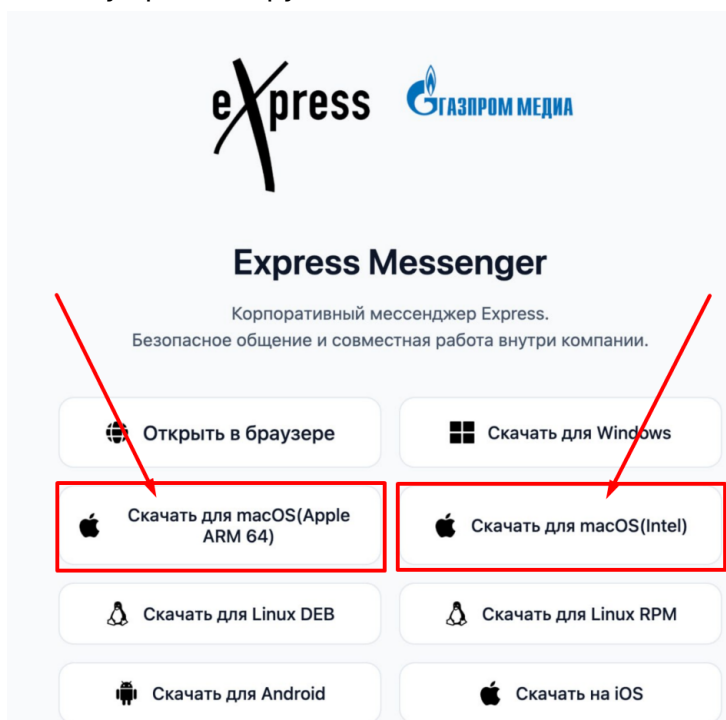 eXpress ГАЗПРОМ МЕДИА
Express Messenger
Корпоративный мессенджер Express.
Безопасное общение и совместная работа внутри компании.
Открыть в браузере
Скачать для Windows
Скачать для macOS(Apple
ARM 64)
Скачать для macOS(Intel)
Скачать для Linux DEB
Скачать для Linux RPM
Скачать для Android
Скачать на iOS